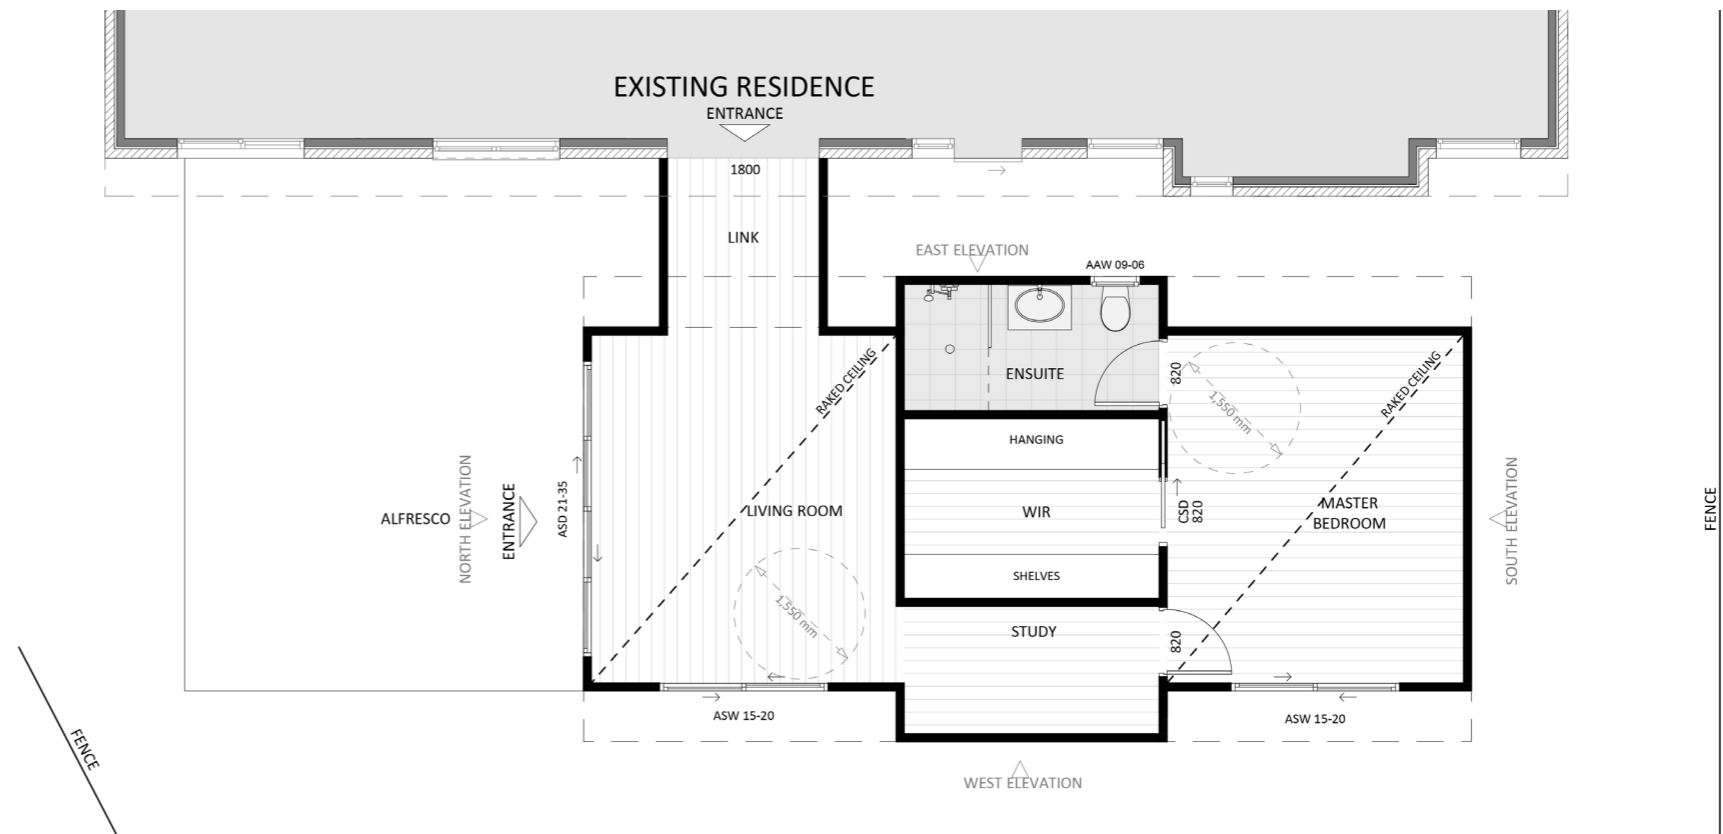 EXISTING RESIDENCE
ENTRANCE
1800
LINK
EAST ELEVATION
AAW 09-06
RAKED CEILING
ENSUITE
820
1,550 mm
RAKED CEILING
HANGING
ALFRESCO
NORTH ELEVATION
ENTRANCE
ASD 21-35
LIVING ROOM
WIR
CSD
820
MASTER
BEDROOM
SOUTH ELEVATION
FENCE
SHELVES
1,550 mm
STUDY
820
ASW 15-20
ASW 15-20
FENCE
WEST ELEVATION